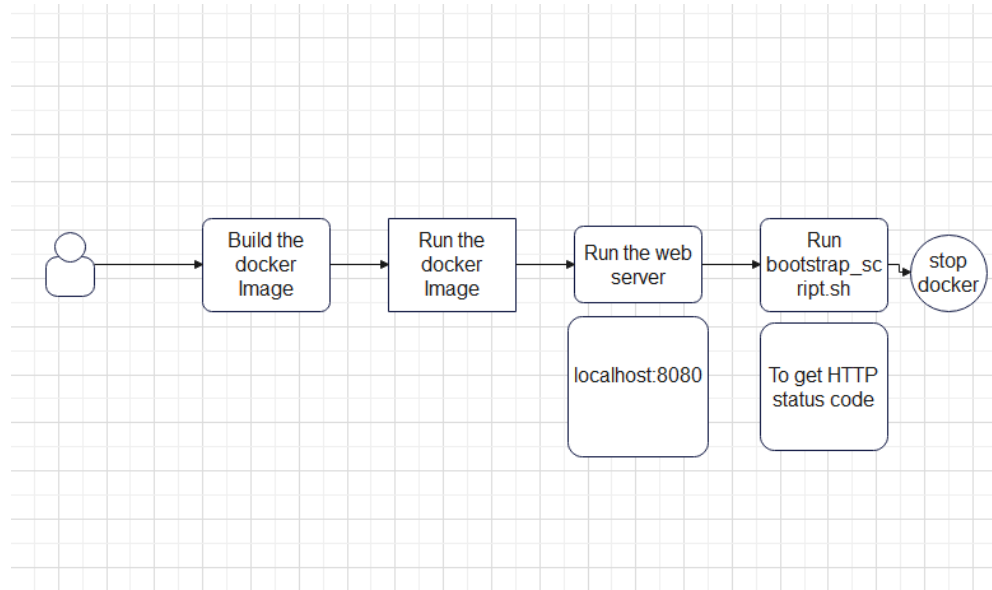 Build the
docker
Image
Run the
docker
Image
Run the web
server
Run
bootstrap_sc
ript.sh
stop
docker
localhost:8080
To get HTTP
status code